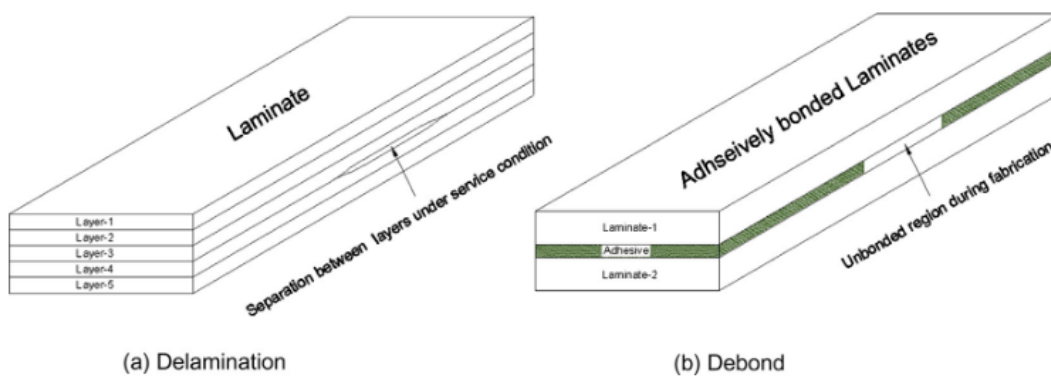 Laminate
Layer-1
Layer-2
Layer-3
Layer-4
Layer-5
Separation between layers under service condition
(a) Delamination
Adhseively bonded Laminates
Laminate-1
Adhesive
Laminate-2
Unbonded region during fabrication
(b) Debond